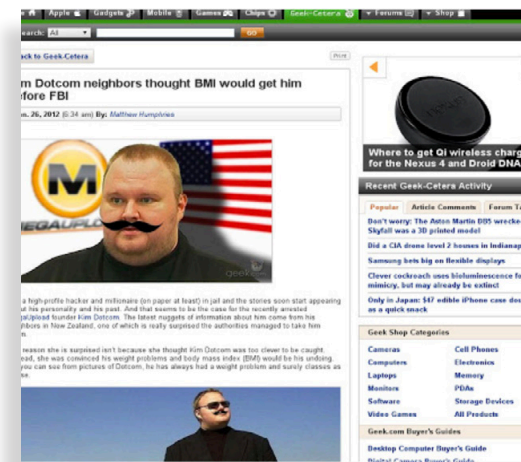 Apple Gadgets Mobile Games Chips Geek-Cetera Forums Shop
Search: All GO
back to Geek-Cetera
Print
m Dotcom neighbors thought BMI would get him
efore FBI
n. 26, 2012 (6:34 am) By: Matthew Humphries
M
EGAUPLO
geek
a high-profile hacker and millionaire (on paper at least) in jail and the stories soon start appearing
ut his personality and his past. And that seems to be the case for the recently arrested
gaUpload founder Kim Dotcom. The latest nuggets of information about him come from his
hbors in New Zealand, one of which is really surprised the authorities managed to take him
n.
reason she is surprised isn't because she thought Kim Dotcom was too clever to be caught.
ead, she was convinced his weight problems and body mass index (BMI) would be his undoing.
you can see from pictures of Dotcom, he has always had a weight problem and surely classes as
se.
Where to get Qi wireless charg
for the Nexus 4 and Droid DNA
Recent Geek-Cetera Activity
Popular Article Comments Forum T
Don't worry: The Aston Martin DB5 wrecke
Skyfall was a 3D printed model
Did a CIA drone level 2 houses in Indianap
Samsung bets big on flexible displays
Clever cockroach uses bioluminescence fo
mimicry, but may already be extinct
Only in Japan: $47 edible iPhone case dou
as a quick snack
Geek Shop Categories
Cameras Cell Phones
Computers Electronics
Laptops Memory
Monitors PDAs
Software Storage Devices
Video Games All Products
Geek.com Buyer's Guides
Desktop Computer Buyer's Guide
Digital Camera Buyer's Guide